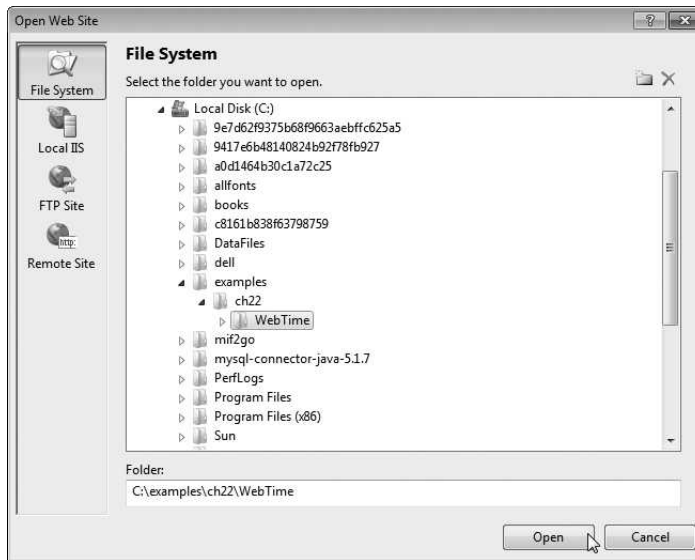 Open Web Site
File System
Local IIS
FTP Site
http:
Remote Site
File System
Select the folder you want to open.
Local Disk (C:)
9e7d62f9375b68f9663aebffc625a5
9417e6b48140824b92f78fb927
a0d1464b30c1a72c25
allfonts
books
c8161b838f63798759
DataFiles
dell
examples
ch22
WebTime
mif2go
mysql-connector-java-5.1.7
PerfLogs
Program Files
Program Files (x86)
Sun
Folder:
C:\examples\ch22\WebTime
Open
Cancel